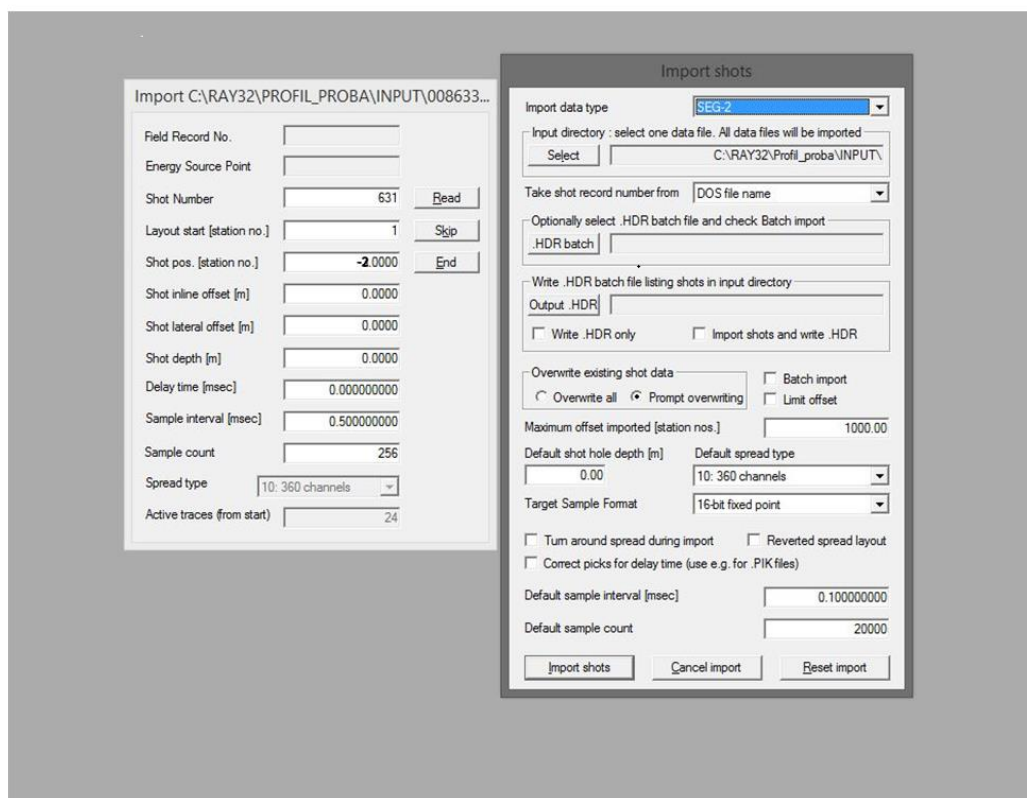 Import C:\RAY32\PROFIL_PROBA\INPUT\008633...
Field Record No.
Energy Source Point
Shot Number 631 Read
Layout start [station no.] 1 Skip
Shot pos. [station no.] -2.0000 End
Shot inline offset [m] 0.0000
Shot lateral offset [m] 0.0000
Shot depth [m] 0.0000
Delay time [msec] 0.000000000
Sample interval [msec] 0.500000000
Sample count 256
Spread type 10: 360 channels
Active traces (from start) 24
Import shots
Import data type SEG-2
Input directory : select one data file. All data files will be imported
Select C:\RAY32\Profil_proba\INPUT\
Take shot record number from DOS file name
Optionally select .HDR batch file and check Batch import
.HDR batch
Write .HDR batch file listing shots in input directory
Output .HDR
Write .HDR only Import shots and write .HDR
Overwrite existing shot data
Overwrite all Prompt overwriting
Batch import
Limit offset
Maximum offset imported [station nos.] 1000.00
Default shot hole depth [m] Default spread type
0.00 10: 360 channels
Target Sample Format 16-bit fixed point
Turn around spread during import Reverted spread layout
Correct picks for delay time (use e.g. for .PIK files)
Default sample interval [msec] 0.100000000
Default sample count 20000
Import shots Cancel import Reset import